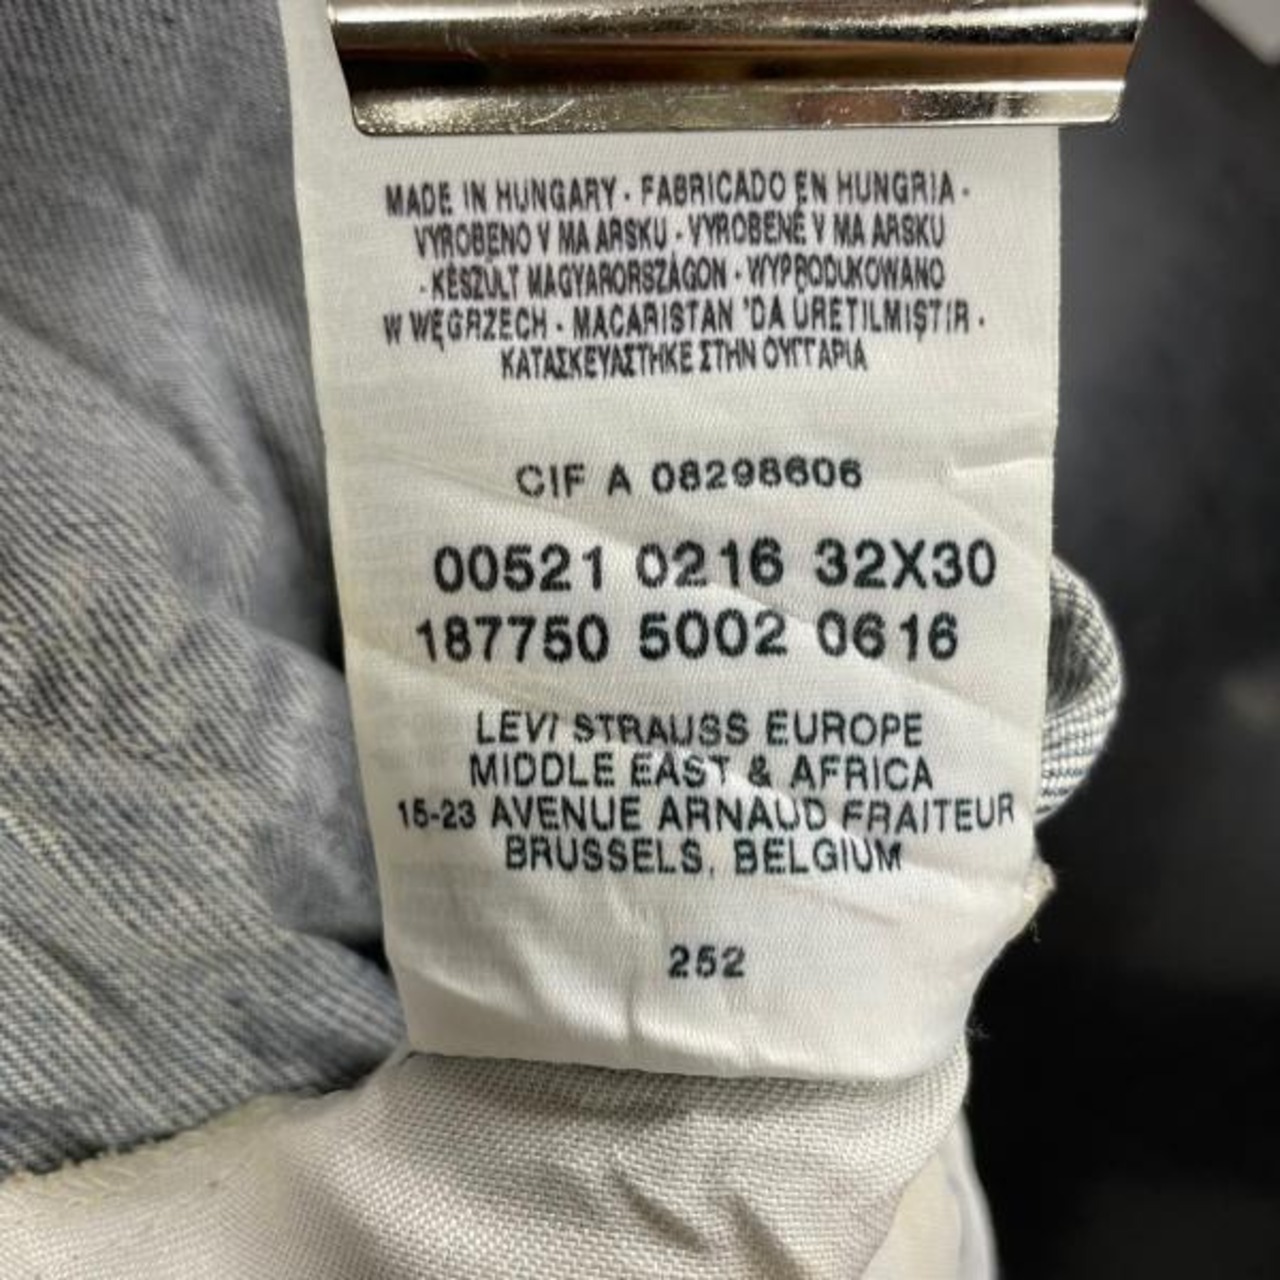 MADE IN HUNGARY - FABRICADO EN HUNGRIA -
VYROBENO V MA ARSKU - VYROBENÉ V MA ARSKU
- KÉSZULT MAGYARORSZÁGON - WYPRODUKOWANO
W WĘGRZECH - MACARISTAN 'DA ÜRETILMIŞTIR -
ΚΑΤΑΣΚΕΥΑΣΤΗΚΕ ΣΤΗΝ ΟΥΓΓΑΡΙΑ
CIF A 08298606
00521 0216 32X30
187750 5002 0616
LEVI STRAUSS EUROPE
MIDDLE EAST & AFRICA
15-23 AVENUE ARNAUD FRAITEUR
BRUSSELS, BELGIUM
252